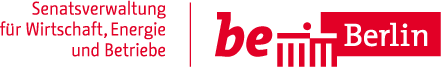 Senatsverwaltung
für Wirtschaft, Energie
und Betriebe
be Berlin